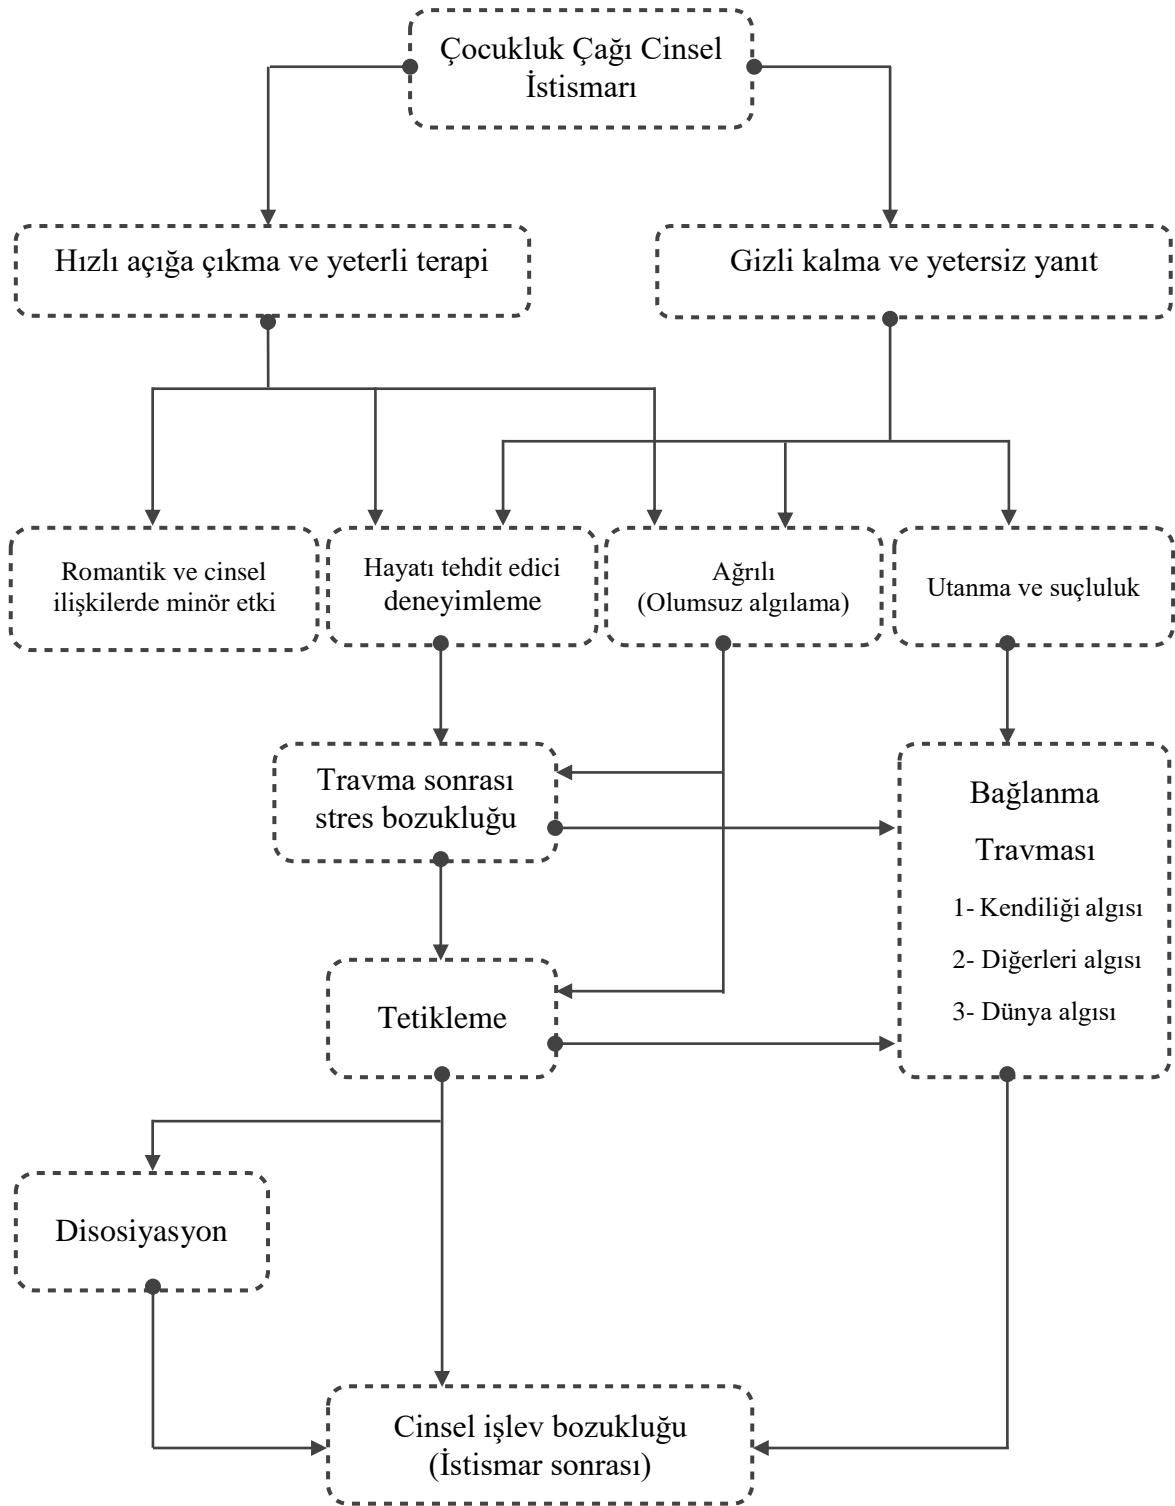 Çocukluk Çağı Cinsel
İstismarı
Hızlı açığa çıkma ve yeterli terapi
Gizli kalma ve yetersiz yanıt
Romantik ve cinsel
ilişkilerde minör etki
Hayatı tehdit edici
deneyimleme
Ağrılı
(Olumsuz algılama)
Utanma ve suçluluk
Travma sonrası
stres bozukluğu
Bağlanma
Travması
1- Kendiliği algısı
2- Diğerleri algısı
3- Dünya algısı
Tetikleme
Disosiyasyon
Cinsel işlev bozukluğu
(İstismar sonrası)